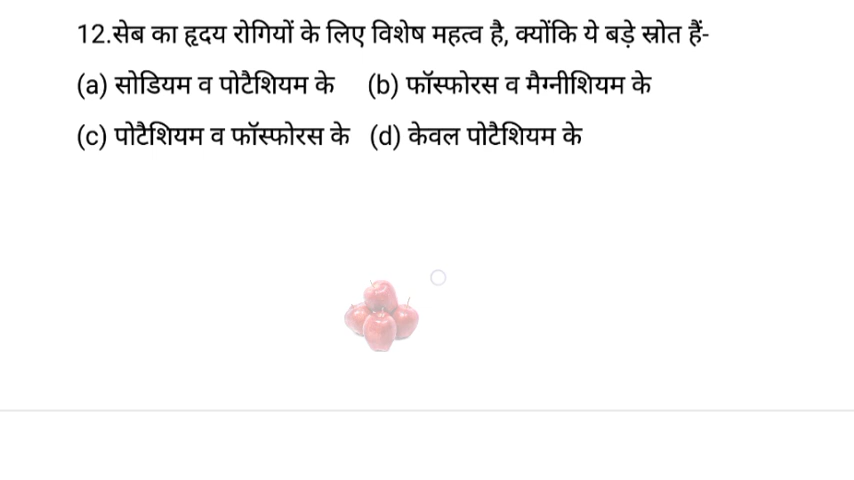 12.सेब का हृदय रोगियों के लिए विशेष महत्व है, क्योंकि ये बड़े स्रोत हैं-
(a) सोडियम व पोटैशियम के (b) फॉस्फोरस व मैग्नीशियम के
(c) पोटैशियम व फॉस्फोरस के (d) केवल पोटैशियम के